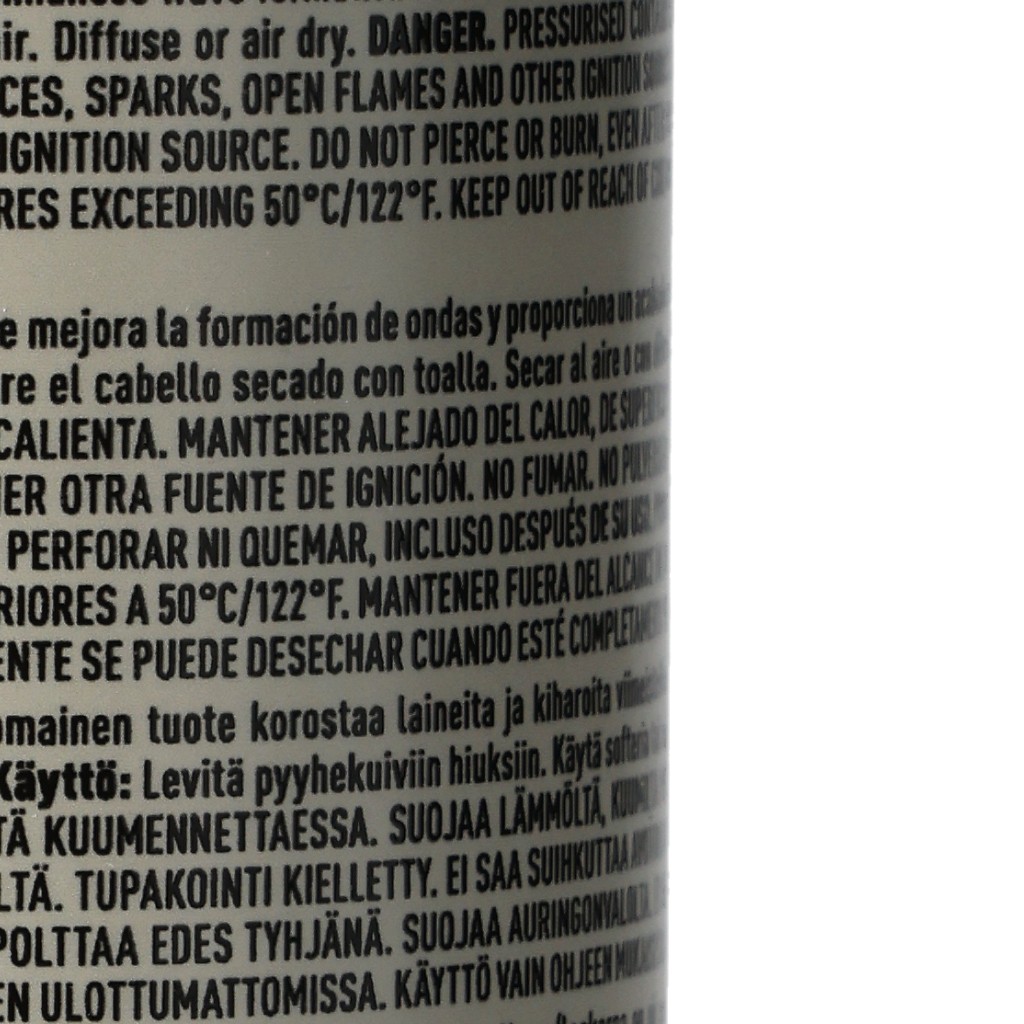 ir. Diffuse or air dry. DANGER. PRESSURISED
CES, SPARKS, OPEN FLAMES AND OTHER IGNITION
IGNITION SOURCE. DO NOT PIERCE OR BURN, EVEN
RES EXCEEDING 50°C/122°F. KEEP OUT OF REACH OF
e mejora la formación de ondas y proporciona un
re el cabello secado con toalla. Secar al aire o con
CALIENTA. MANTENER ALEJADO DEL CALOR, DE
ER OTRA FUENTE DE IGNICIÓN. NO FUMAR. NO
PERFORAR NI QUEMAR, INCLUSO DESPUÉS DE SU USO.
RIORES A 50°C/122°F. MANTENER FUERA DEL
ENTE SE PUEDE DESECHAR CUANDO ESTÉ
omainen tuote korostaa laineita ja kiharoita
Käyttö: Levitä pyyhekuiviin hiuksiin. Käytä
TÄ KUUMENNETTAESSA. SUOJAA LÄMMÖLTÄ,
LTÄ. TUPAKOINTI KIELLETTY. EI SAA SUIHKUTTAA
POLTTAA EDES TYHJÄNÄ. SUOJAA
EN ULOTTUMATTOMISSA. KÄYTTÖ VAIN OHJEEN